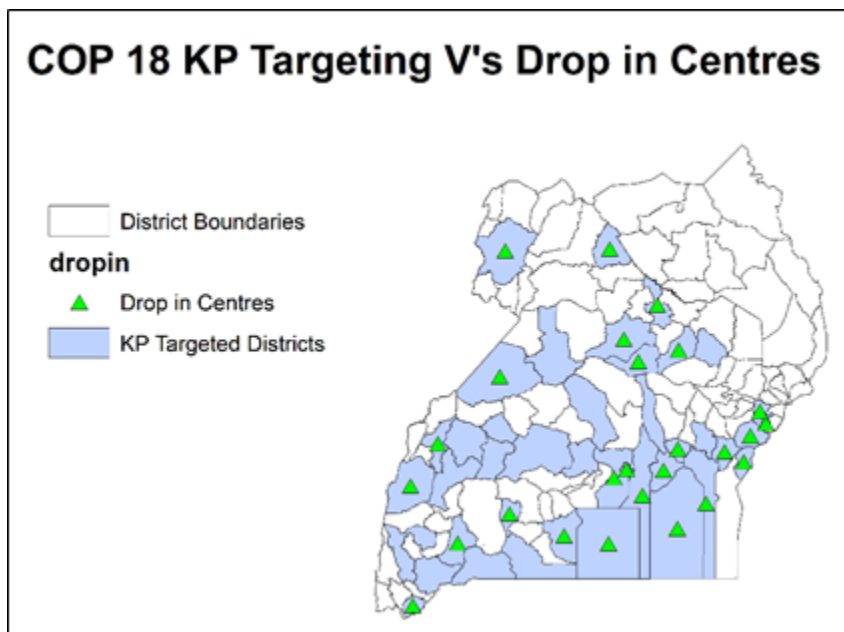 COP 18 KP Targeting V's Drop in Centres
District Boundaries
dropin
Drop in Centres
KP Targeted Districts